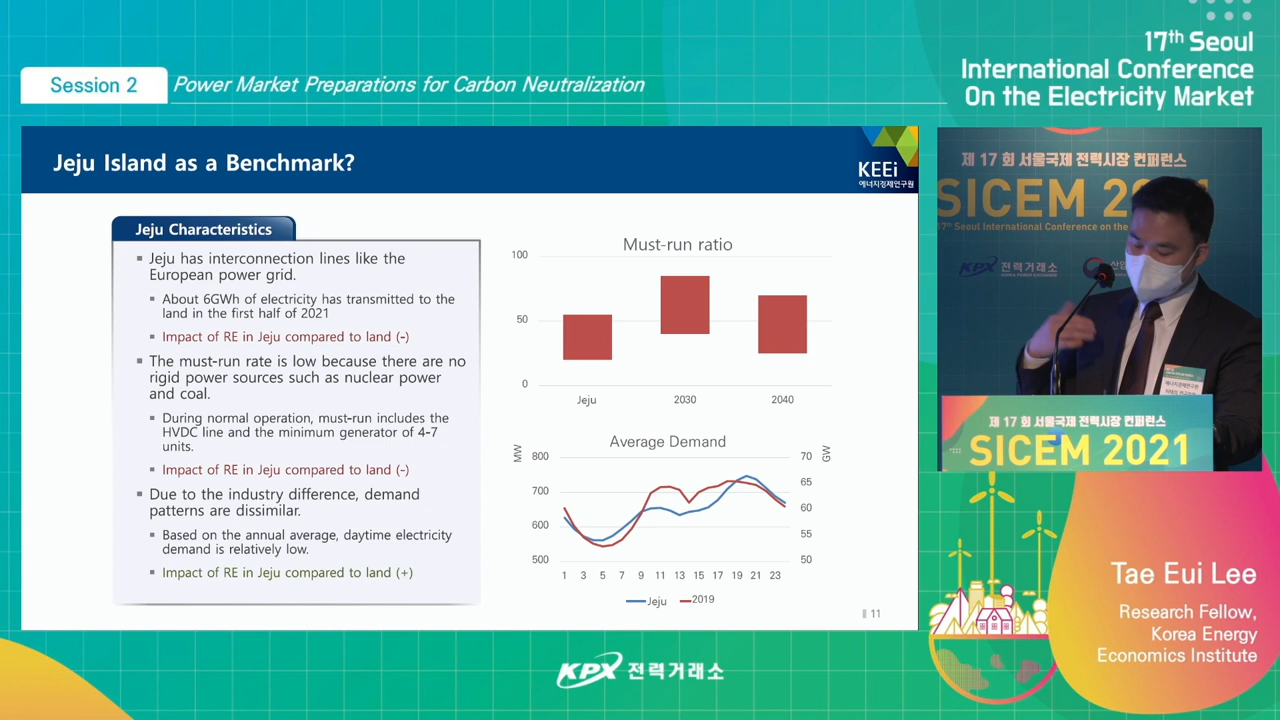 17th Seoul
International Conference
On the Electricity Market
Session 2
Power Market Preparations for Carbon Neutralization
Jeju Island as a Benchmark?
KEEi
에너지경제연구원
Jeju Characteristics
Jeju has interconnection lines like the
European power grid.
About 6GWh of electricity has transmitted to the
land in the first half of 2021
Impact of RE in Jeju compared to land (-)
The must-run rate is low because there are no
rigid power sources such as nuclear power
and coal.
During normal operation, must-run includes the
HVDC line and the minimum generator of 4-7
units.
Impact of RE in Jeju compared to land (-)
Due to the industry difference, demand
patterns are dissimilar.
Based on the annual average, daytime electricity
demand is relatively low.
Impact of RE in Jeju compared to land (+)
Must-run ratio
100
50
0
Jeju 2030 2040
Average Demand
MW
GW
800 70
700 65
600 60
500 55
50
1 3 5 7 9 11 13 15 17 19 21 23
Jeju 2019
11
제 17 회 서울국제 전력시장 컨퍼런스
SICEM 2 1
17th Seoul International Conference on the
KPX 전력거래소
KOREA POWER EXCHANGE
산업
에너지경제연구원
제 17 회 서울국제 전력시장 컨퍼런스
SICEM 2021
Tae Eui Lee
Research Fellow,
Korea Energy
Economics Institute
KPX 전력거래소